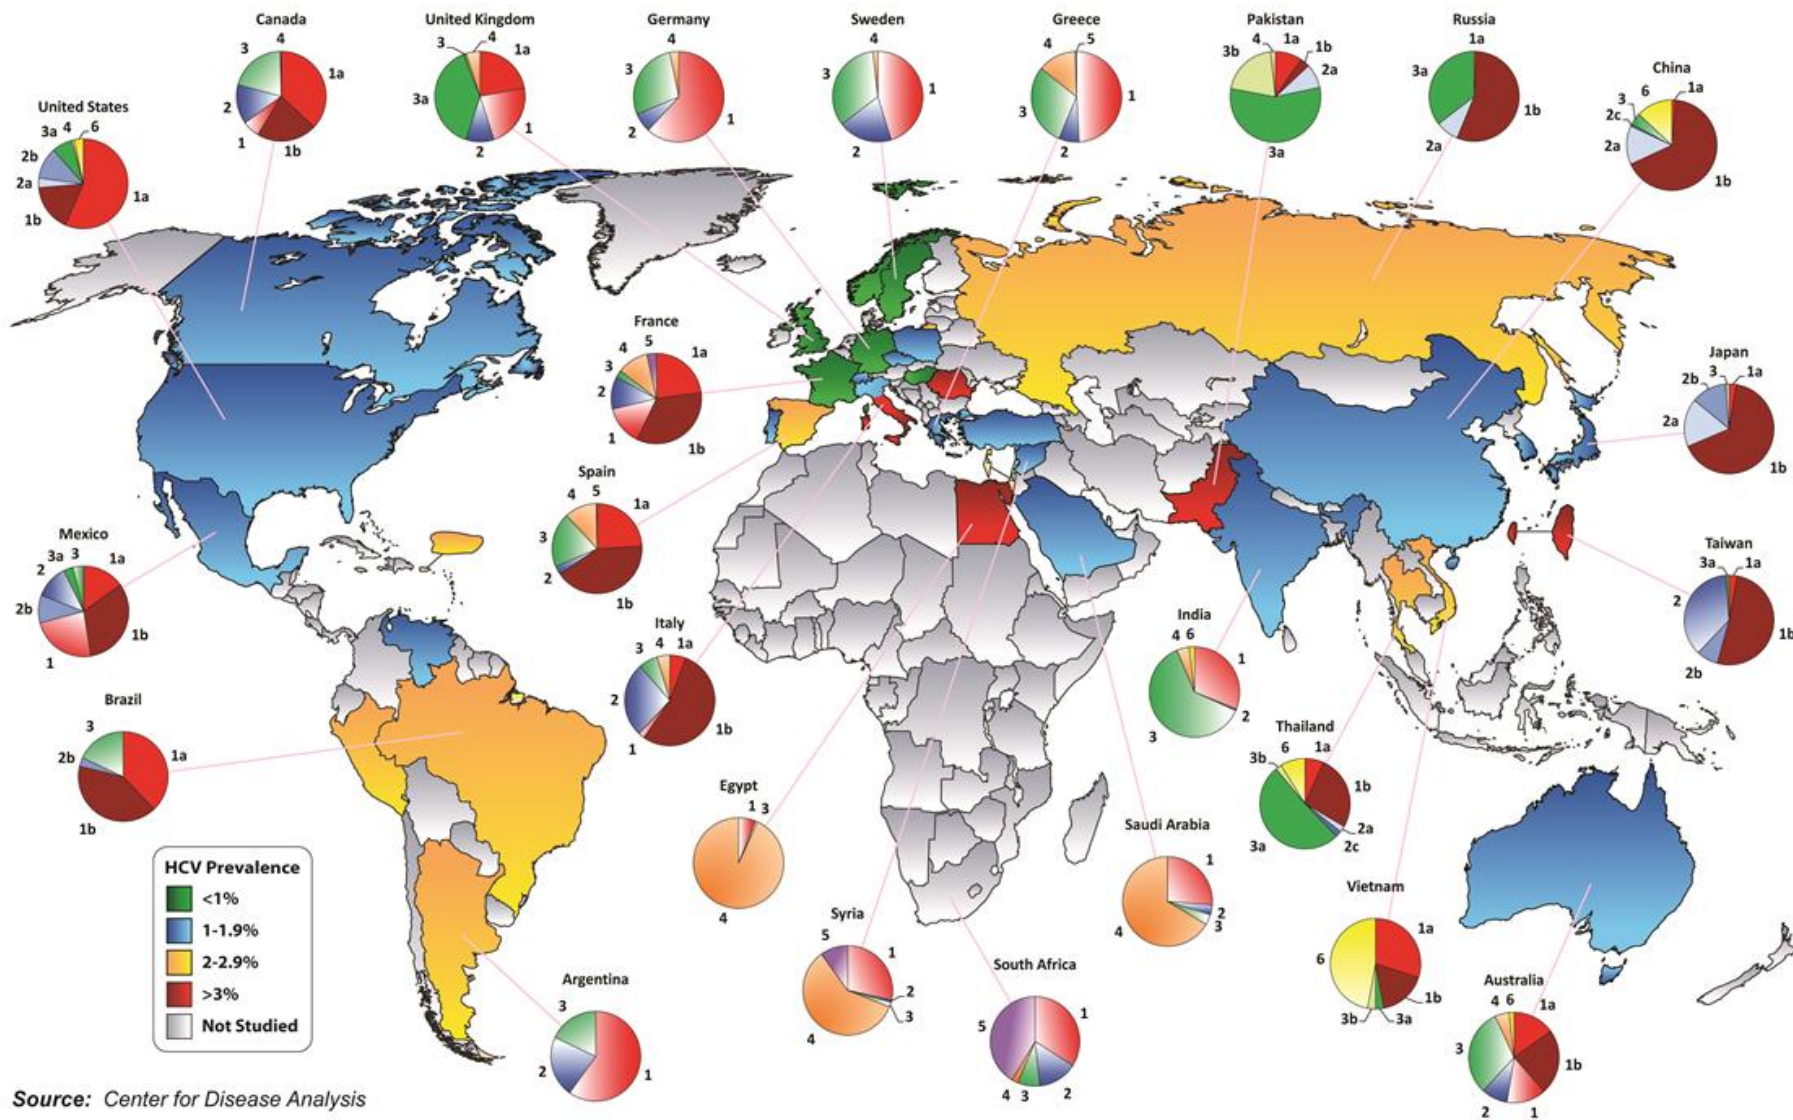 Canada
4
3
1a
2
1
1b
United Kingdom
3
4
1a
3a
1
2
Germany
4
3
1
2
Sweden
4
3
1
2
Greece
4
5
3
1
2
Pakistan
3b
4
1a
1b
2a
3a
Russia
1a
3a
1b
2a
China
3
6
1a
2c
2a
1b
United States
3a
4
6
2b
2a
1a
1b
France
4
5
1a
3
2
1
1b
Japan
2b
3
1a
2a
1b
Spain
4
5
1a
3
2
1b
Mexico
3a
3
1a
2
2b
1b
1
Taiwan
3a
1a
2
1b
2b
Italy
3
4
1a
2
1
1b
India
4
6
1
2
3
Brazil
3
2b
1a
1b
Thailand
3b
6
1a
1b
2a
2c
3a
Egypt
1
3
4
Saudi Arabia
1
2
3
4
HCV Prevalence
<1%
1-1.9%
2-2.9%
>3%
Not Studied
Vietnam
1a
6
1b
3b
3a
Syria
5
1
2
3
4
South Africa
5
1
4
3
2
Argentina
3
2
1
Australia
4
6
1a
3
1b
2
1
Source: Center for Disease Analysis